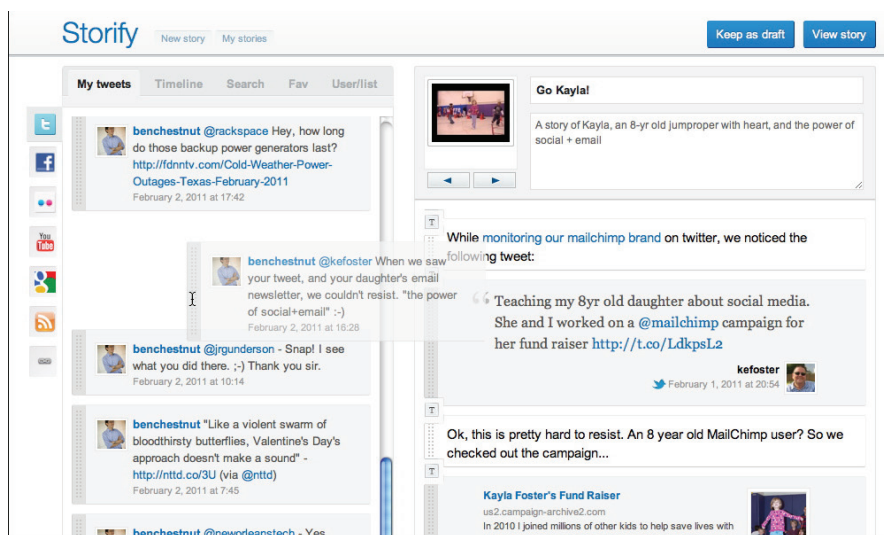 Storify
New story
My stories
Keep as draft
View story
My tweets
Timeline
Search
Fav
User/list
benchestnut @rackspace Hey, how long
do those backup power generators last?
http://fdnntv.com/Cold-Weather-Power-
Outages-Texas-February-2011
February 2, 2011 at 17:42
You
Tube
benchestnut @kefoster When we saw
your tweet, and your daughter's email
newsletter, we couldn't resist. "the power
of social+email" :-)
February 2, 2011 at 16:28
benchestnut @jrgunderson - Snap! I see
what you did there. ;-) Thank you sir.
February 2, 2011 at 10:14
benchestnut "Like a violent swarm of
bloodthirsty butterflies, Valentine's Day's
approach doesn't make a sound" -
http://nttd.co/3U (via @nttd)
February 2, 2011 at 7:45
benchestnut @neworleanstech - Yes
Go Kayla!
A story of Kayla, an 8-yr old jumproper with heart, and the power of
social + email
T
While monitoring our mailchimp brand on twitter, we noticed the
following tweet:
“ Teaching my 8yr old daughter about social media.
She and I worked on a @mailchimp campaign for
her fund raiser http://t.co/LdkpsL2
kefoster
February 1, 2011 at 20:54
T
Ok, this is pretty hard to resist. An 8 year old MailChimp user? So we
checked out the campaign...
T
Kayla Foster's Fund Raiser
us2.campaign-archive2.com
In 2010 I joined millions of other kids to help save lives with